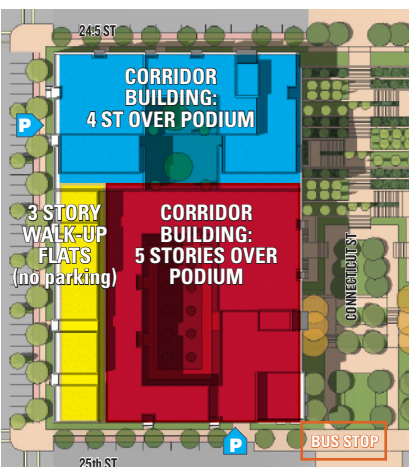 24.5 ST
CORRIDOR
BUILDING:
4 ST OVER PODIUM
P
3 STORY
WALK-UP
FLATS
(no parking)
CORRIDOR
BUILDING:
5 STORIES OVER
PODIUM
CONNECTICUT ST
P
BUS STOP
25th ST